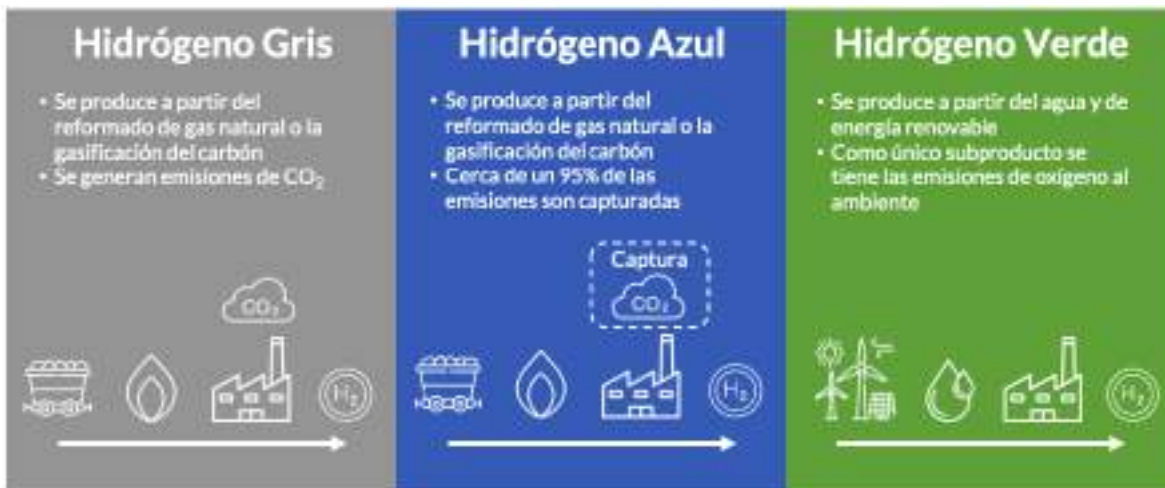 Hidrógeno Gris
• Se produce a partir del
reformado de gas natural o la
gasificación del carbón
• Se generan emisiones de CO₂
CO₂
H₂
Hidrógeno Azul
• Se produce a partir del
reformado de gas natural o la
gasificación del carbón
• Cerca de un 95% de las
emisiones son capturadas
Captura
CO₂
H₂
Hidrógeno Verde
• Se produce a partir del agua y de
energía renovable
• Como único subproducto se
tiene las emisiones de oxígeno al
ambiente
H₂